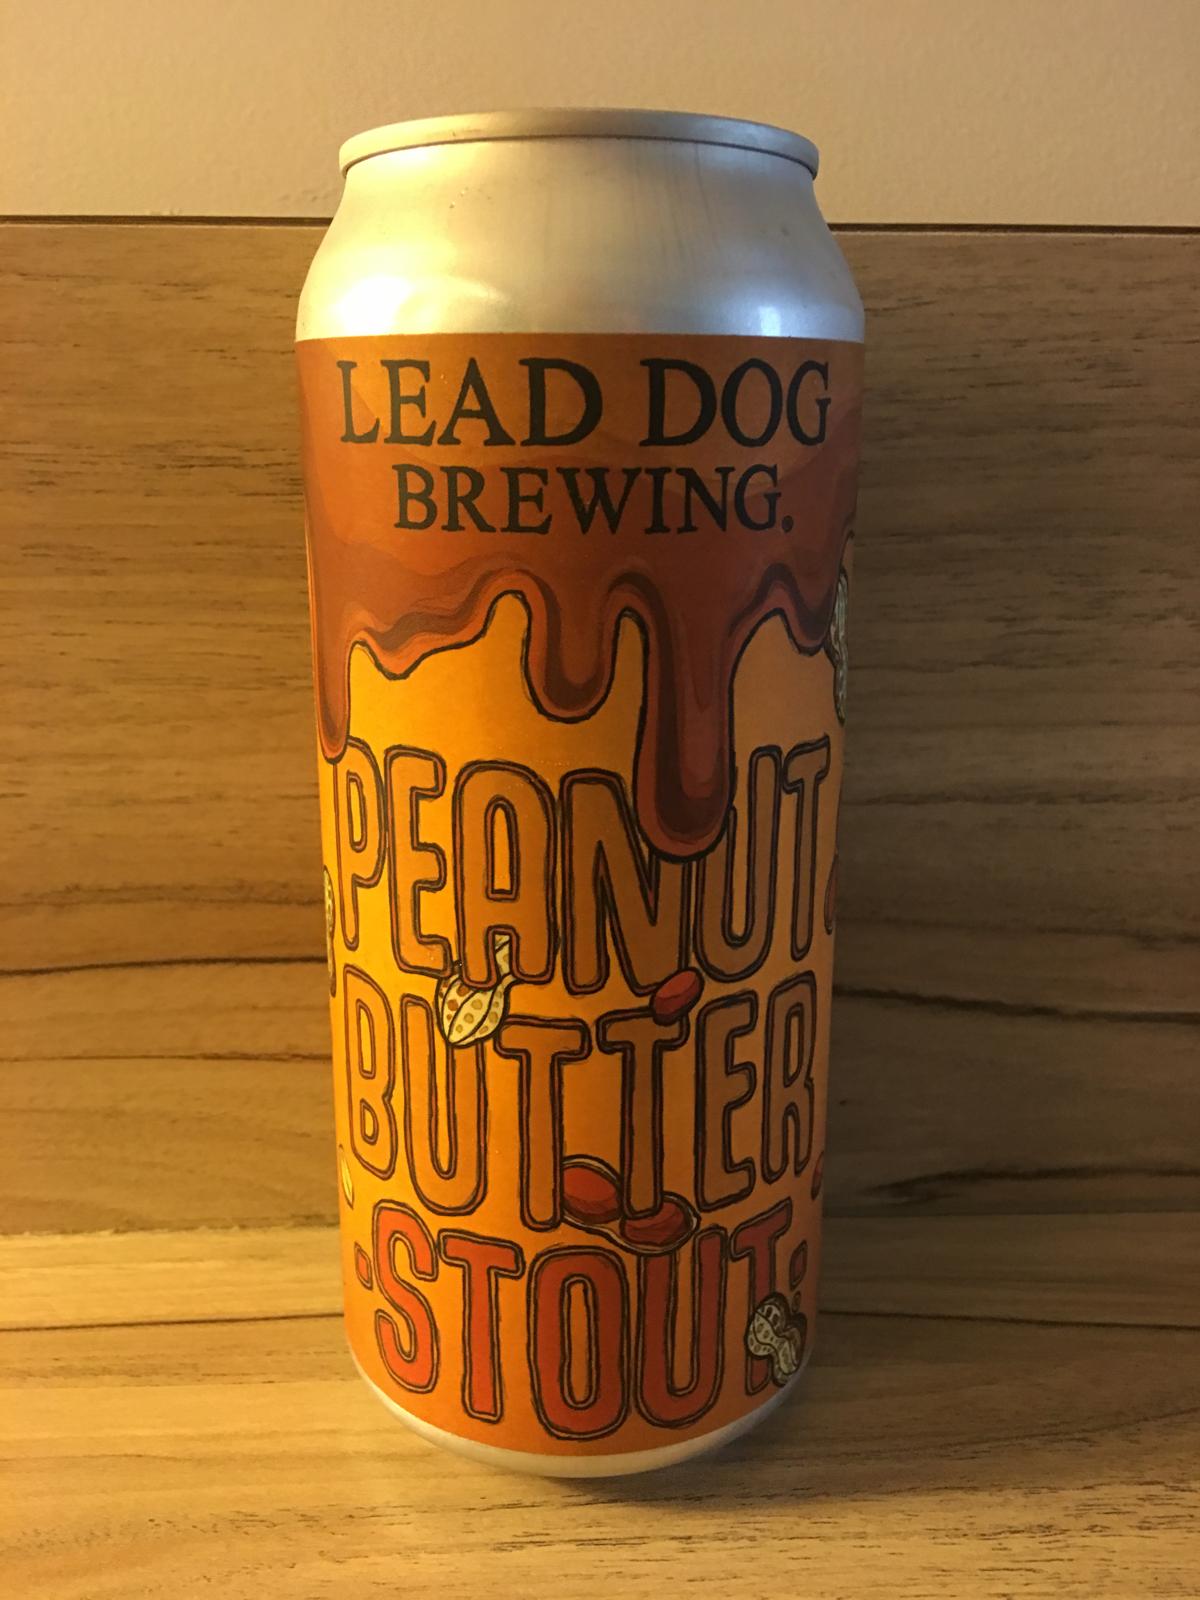 LEAD DOG
BREWING®
PEANUT
BUTTER
·STOUT·